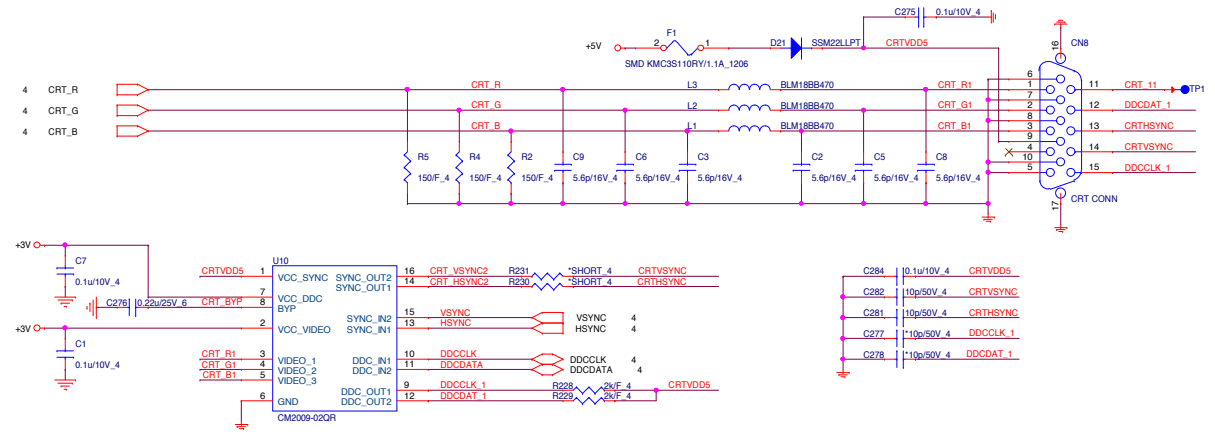 C275 0.1u/10V_4
F1
+5V 2 1 D21 SSM22LLPT CRTVDD5
SMD KMC3S110RY/1.1A_1206
16 CN8
4 CRT_R CRT_R L3 BLM18BB470 CRT_R1
4 CRT_G CRT_G L2 BLM18BB470 CRT_G1
4 CRT_B CRT_B L1 BLM18BB470 CRT_B1
6
1
7
2
8
3
9
4
10
5
11 CRT_11 TP1
12 DDCDAT_1
13 CRTHSYNC
14 CRTVSYNC
15 DDCCLK_1
R5 R4 R2 C9 C6 C3 C2 C5 C8
150/F_4 150/F_4 150/F_4 5.6p/16V_4 5.6p/16V_4 5.6p/16V_4 5.6p/16V_4 5.6p/16V_4 5.6p/16V_4
17 CRT CONN
+3V
C7
0.1u/10V_4
C276 0.22u/25V_6 CRT_BYP
+3V
C1
0.1u/10V_4
U10
CRTVDD5 1 VCC_SYNC
7 VCC_DDC
8 BYP
2 VCC_VIDEO
CRT_R1 3 VIDEO_1
CRT_G1 4 VIDEO_2
CRT_B1 5 VIDEO_3
6 GND
CM2009-02QR
SYNC_OUT2 16 CRT_VSYNC2 R231 *SHORT_4 CRTVSYNC
SYNC_OUT1 14 CRT_HSYNC2 R230 *SHORT_4 CRTHSYNC
SYNC_IN2 15 VSYNC VSYNC 4
SYNC_IN1 13 HSYNC HSYNC 4
DDC_IN1 10 DDCCLK DDCCLK 4
DDC_IN2 11 DDCDATA DDCDATA 4
DDC_OUT1 9 DDCCLK_1 R228 2k/F_4 CRTVDD5
DDC_OUT2 12 DDCDAT_1 R229 2k/F_4
C284 0.1u/10V_4 CRTVDD5
C282 10p/50V_4 CRTVSYNC
C281 10p/50V_4 CRTHSYNC
C277 *10p/50V_4 DDCCLK_1
C278 *10p/50V_4 DDCDAT_1